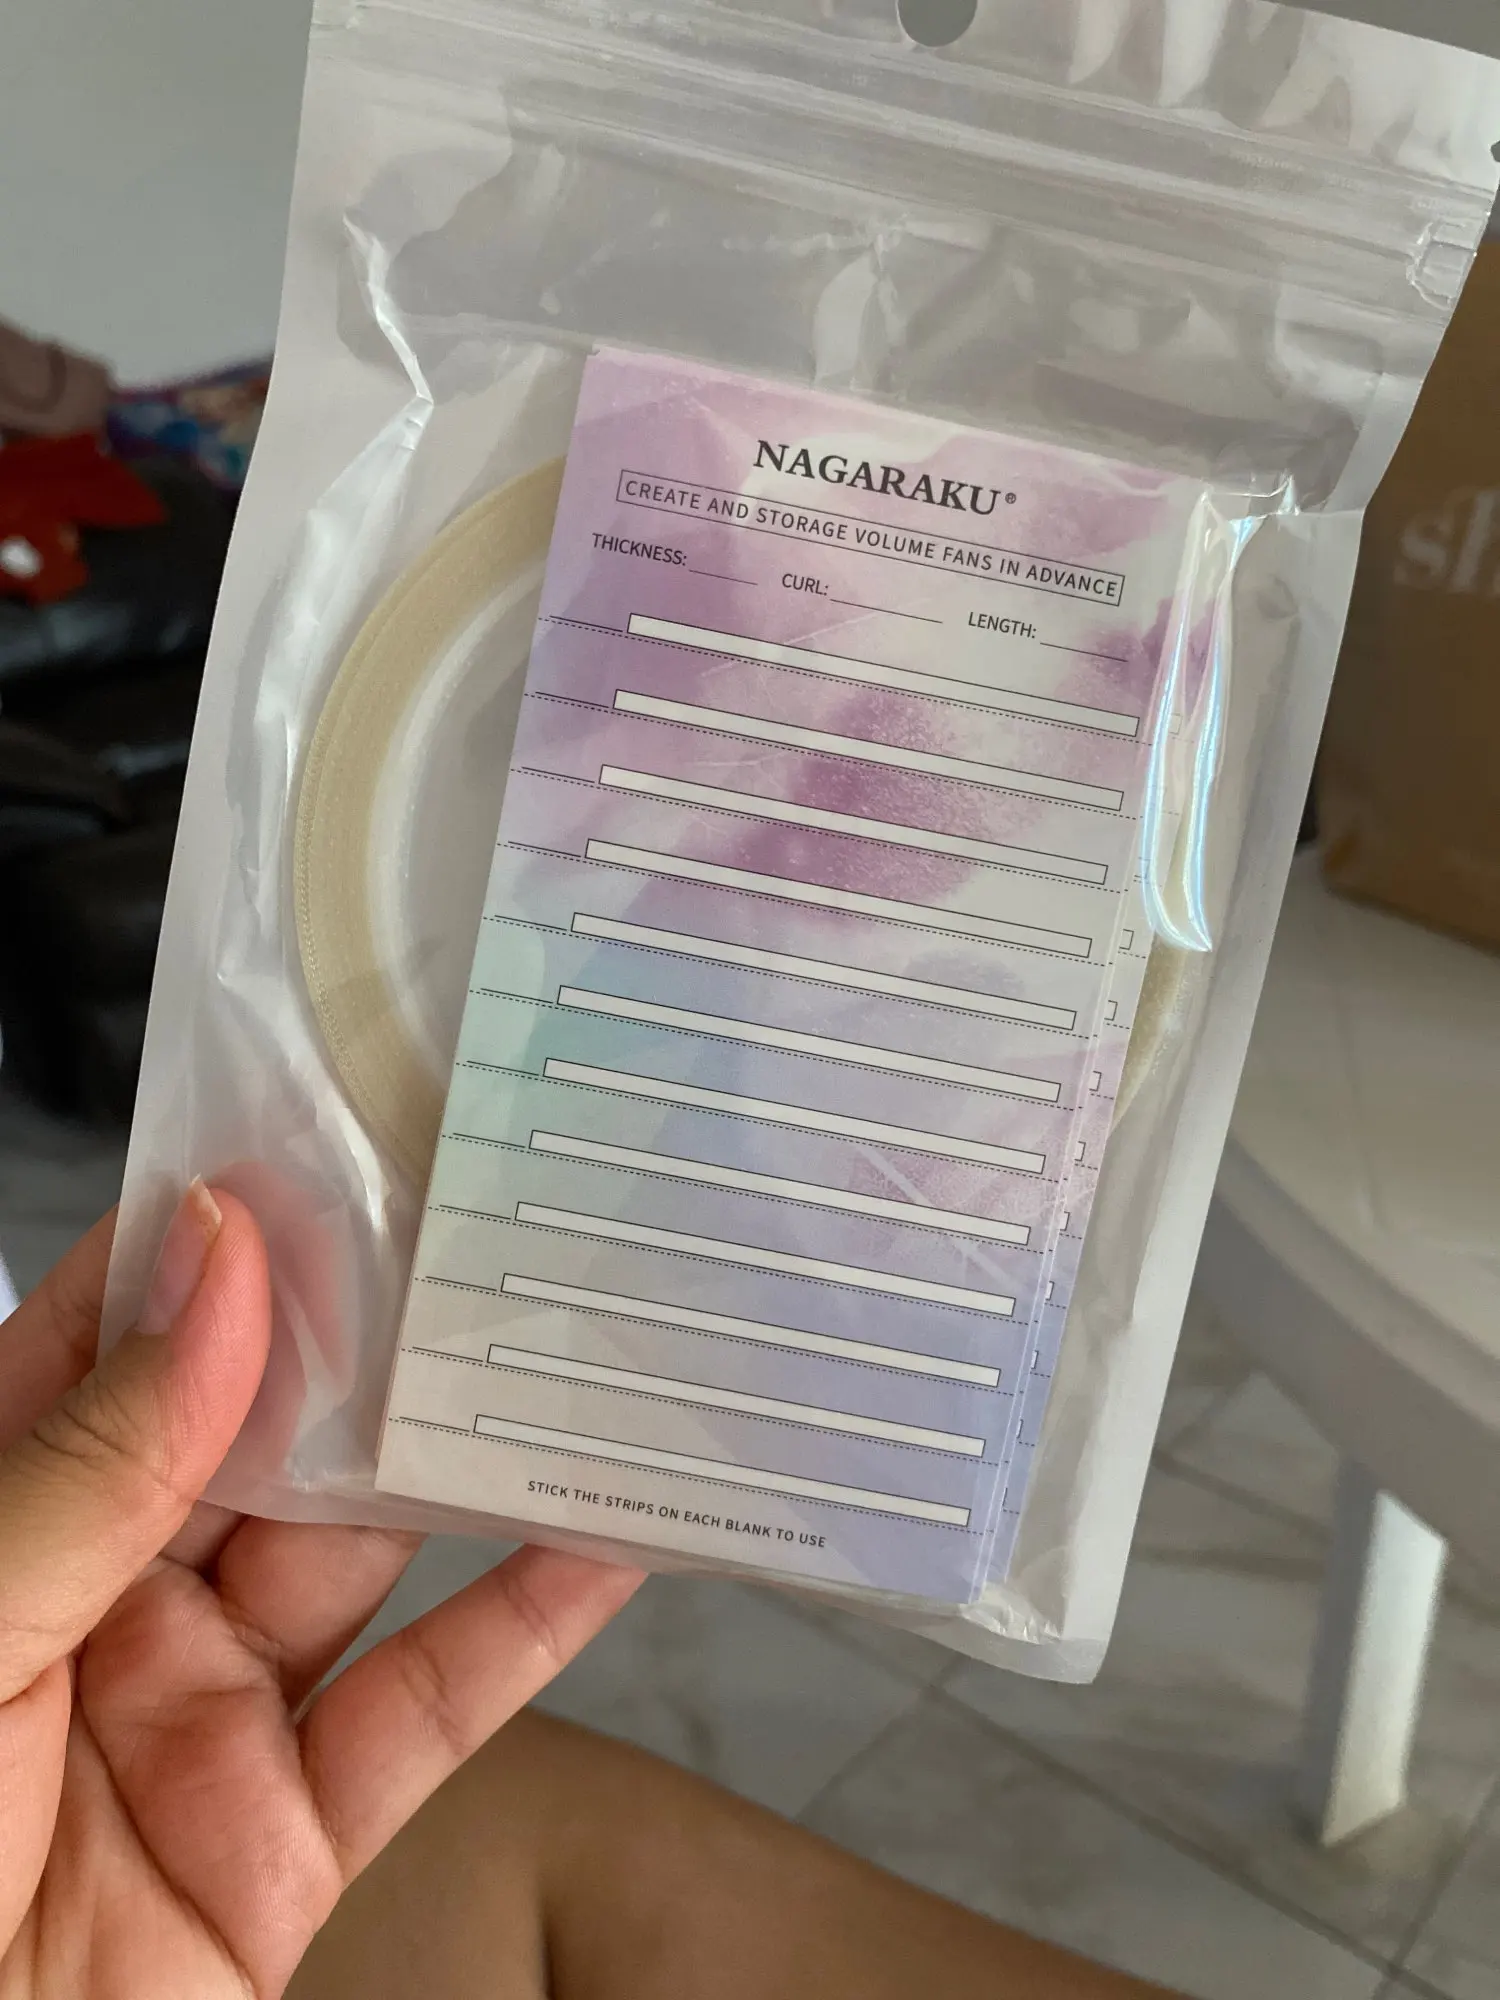 NAGARAKU®
CREATE AND STORAGE VOLUME FANS IN ADVANCE
THICKNESS: CURL: LENGTH:
STICK THE STRIPS ON EACH BLANK TO USE